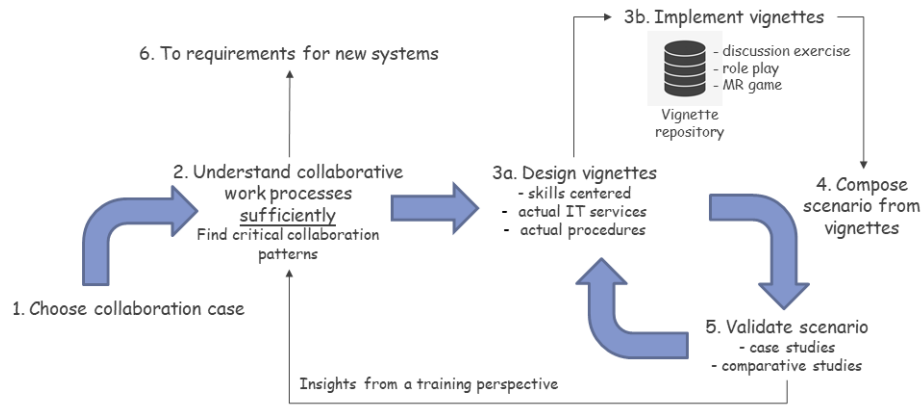 3b. Implement vignettes
- discussion exercise
- role play
- MR game
Vignette
repository
6. To requirements for new systems
2. Understand collaborative
work processes
sufficiently
Find critical collaboration
patterns
3a. Design vignettes
- skills centered
- actual IT services
- actual procedures
4. Compose
scenario from
vignettes
1. Choose collaboration case
5. Validate scenario
- case studies
- comparative studies
Insights from a training perspective